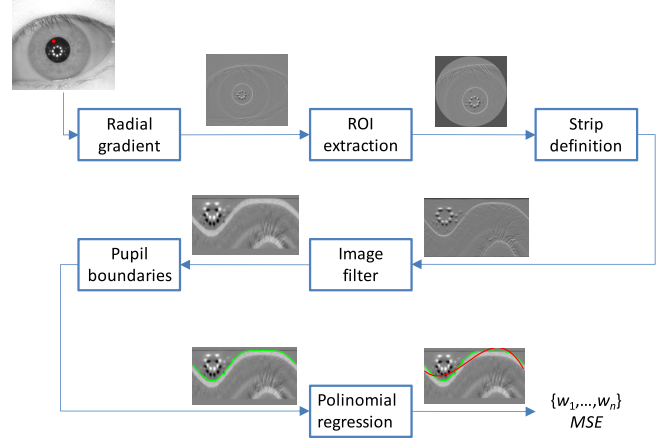 Radial
gradient
ROI
extraction
Strip
definition
Pupil
boundaries
Image
filter
Polinomial
regression
{w₁,...,wₙ}
MSE